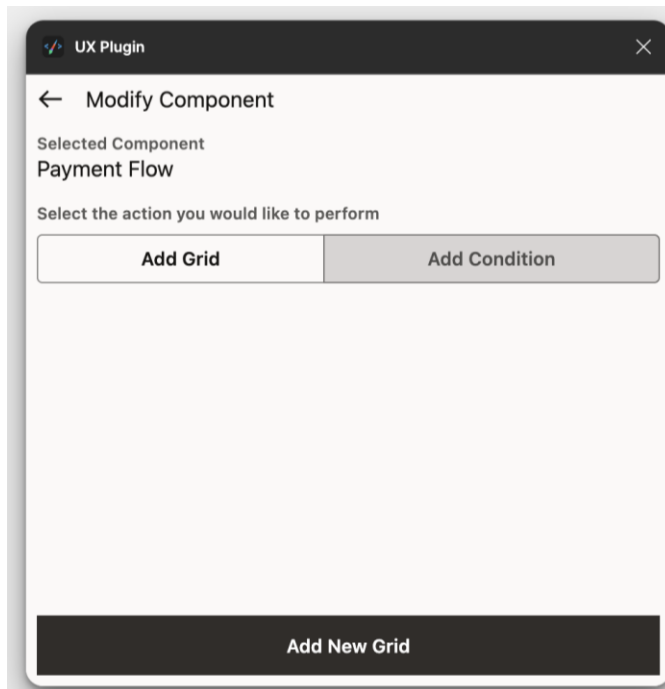 UX Plugin
Modify Component
Selected Component
Payment Flow
Select the action you would like to perform
Add Grid Add Condition
Add New Grid